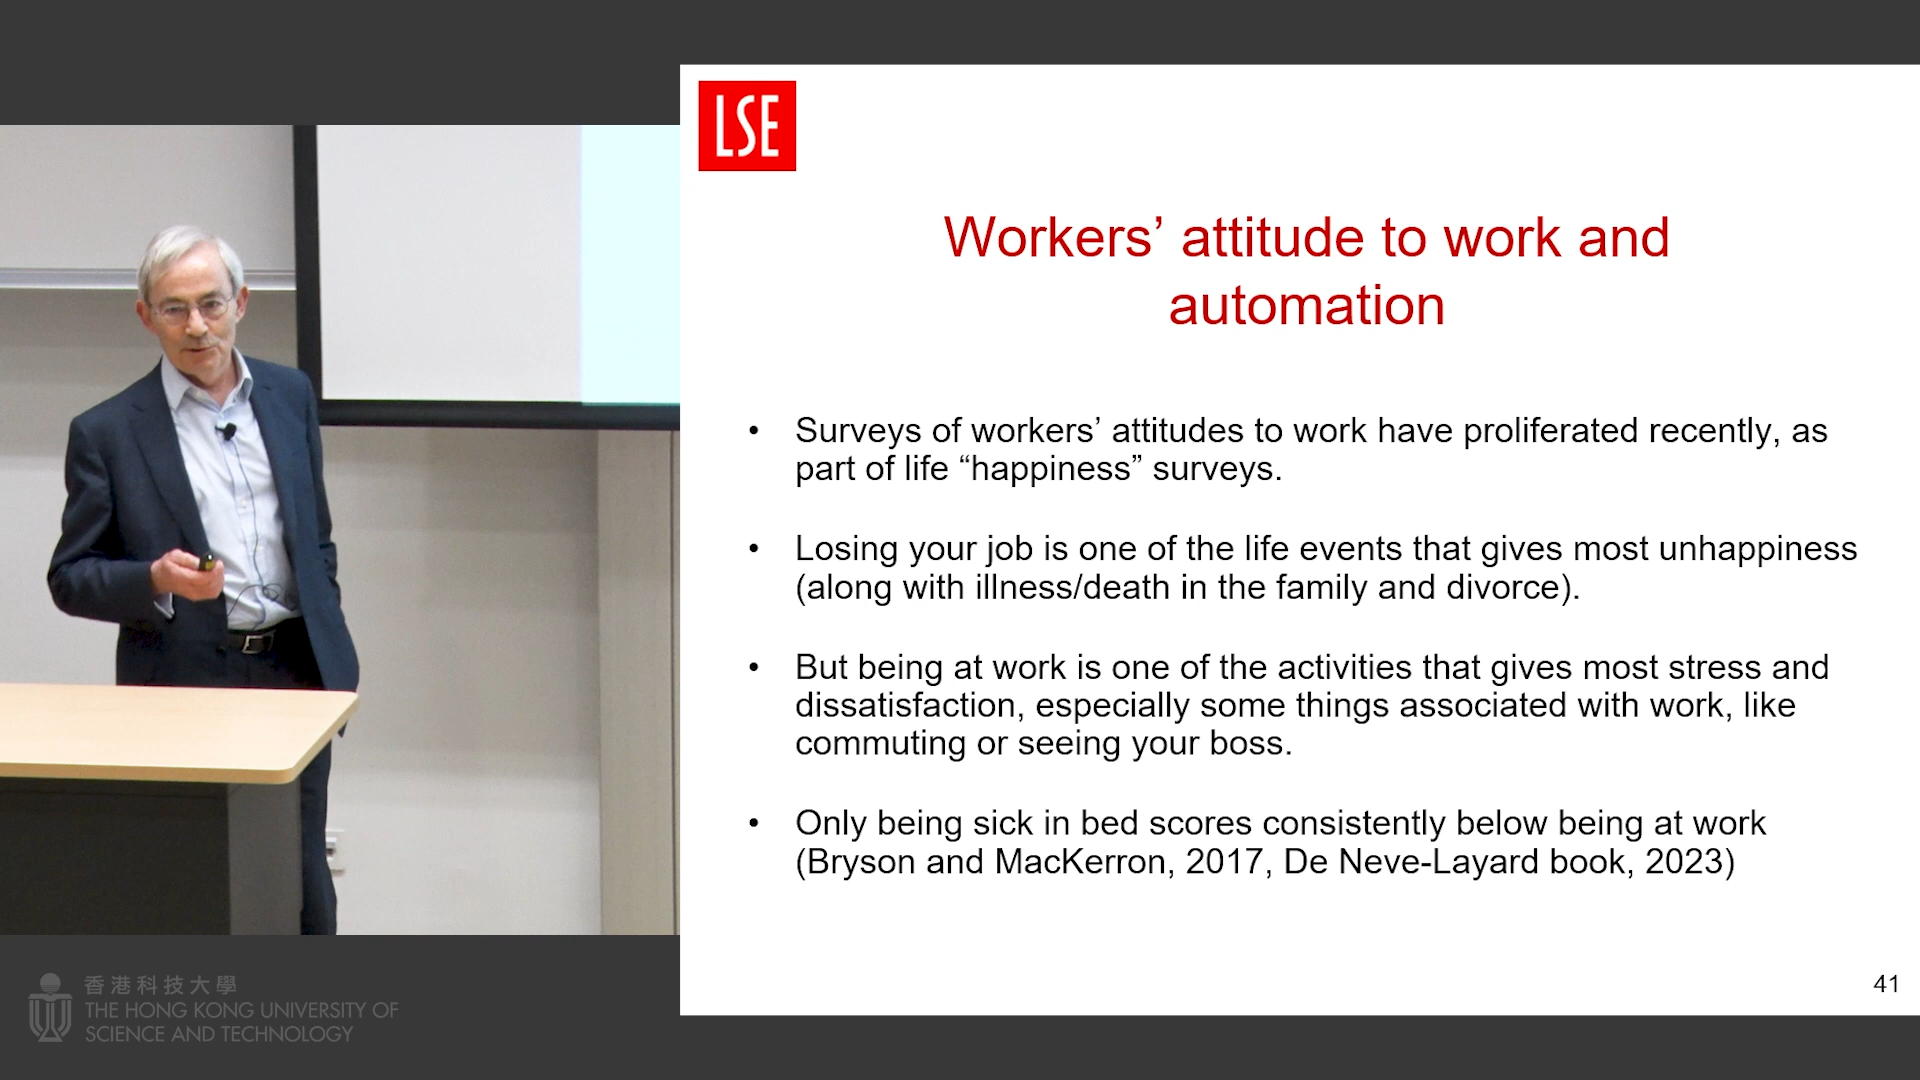 LSE
Workers’ attitude to work and
automation
• Surveys of workers’ attitudes to work have proliferated recently, as
part of life “happiness” surveys.
• Losing your job is one of the life events that gives most unhappiness
(along with illness/death in the family and divorce).
• But being at work is one of the activities that gives most stress and
dissatisfaction, especially some things associated with work, like
commuting or seeing your boss.
• Only being sick in bed scores consistently below being at work
(Bryson and MacKerron, 2017, De Neve-Layard book, 2023)
41
香港科技大學
THE HONG KONG UNIVERSITY OF
SCIENCE AND TECHNOLOGY